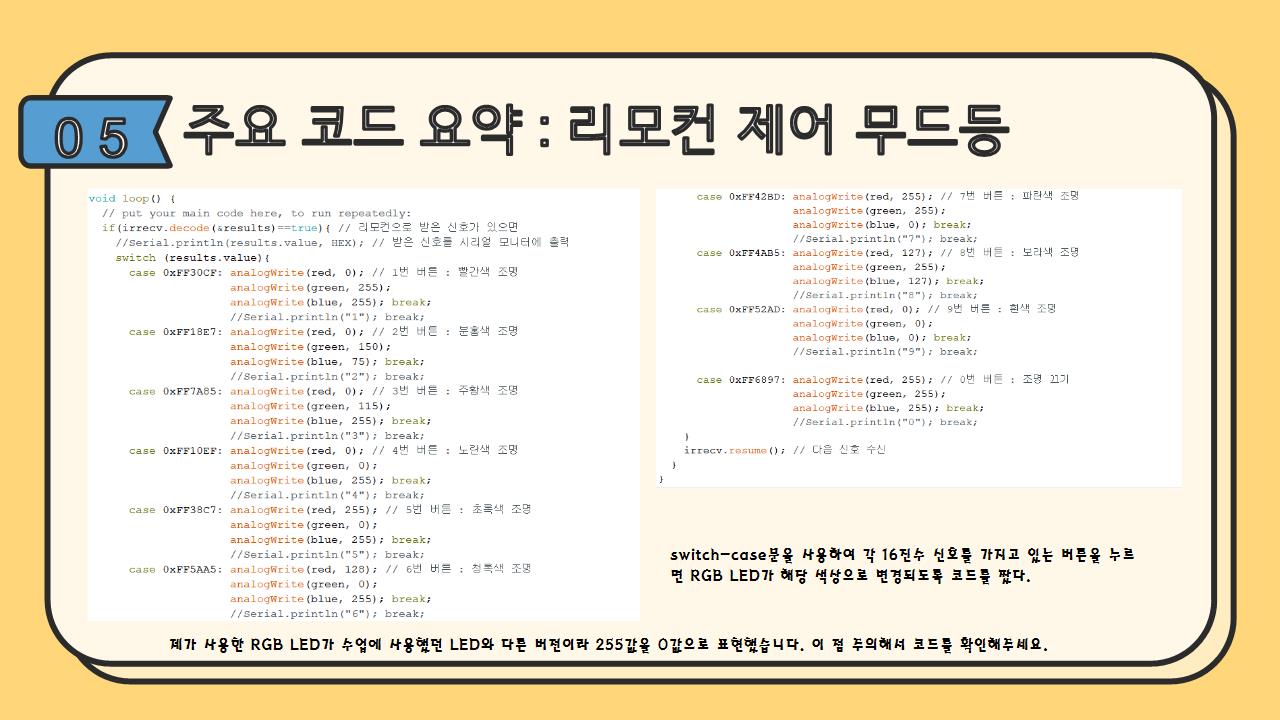 05
주요 코드 요약 : 리모컨 제어 무드등
void loop() {
// put your main code here, to run repeatedly:
if(irrecv.decode(&results)==true){ // 리모컨으로 받은 신호가 있으면
//Serial.println(results.value, HEX); // 받은 신호를 시리얼 모니터에 출력
switch (results.value){
case 0xFF30CF: analogWrite(red, 0); // 1번 버튼 : 빨간색 조명
analogWrite(green, 255);
analogWrite(blue, 255); break;
//Serial.println("1"); break;
case 0xFF18E7: analogWrite(red, 0); // 2번 버튼 : 분홍색 조명
analogWrite(green, 150);
analogWrite(blue, 75); break;
//Serial.println("2"); break;
case 0xFF7A85: analogWrite(red, 0); // 3번 버튼 : 주황색 조명
analogWrite(green, 115);
analogWrite(blue, 255); break;
//Serial.println("3"); break;
case 0xFF10EF: analogWrite(red, 0); // 4번 버튼 : 노란색 조명
analogWrite(green, 0);
analogWrite(blue, 255); break;
//Serial.println("4"); break;
case 0xFF38C7: analogWrite(red, 255); // 5번 버튼 : 초록색 조명
analogWrite(green, 0);
analogWrite(blue, 255); break;
//Serial.println("5"); break;
case 0xFF5AA5: analogWrite(red, 128); // 6번 버튼 : 청록색 조명
analogWrite(green, 0);
analogWrite(blue, 255); break;
//Serial.println("6"); break;
case 0xFF42BD: analogWrite(red, 255); // 7번 버튼 : 파란색 조명
analogWrite(green, 255);
analogWrite(blue, 0); break;
//Serial.println("7"); break;
case 0xFF4AB5: analogWrite(red, 127); // 8번 버튼 : 보라색 조명
analogWrite(green, 255);
analogWrite(blue, 127); break;
//Serial.println("8"); break;
case 0xFF52AD: analogWrite(red, 0); // 9번 버튼 : 흰색 조명
analogWrite(green, 0);
analogWrite(blue, 0); break;
//Serial.println("9"); break;
case 0xFF6897: analogWrite(red, 255); // 0번 버튼 : 조명 끄기
analogWrite(green, 255);
analogWrite(blue, 255); break;
//Serial.println("0"); break;
}
irrecv.resume(); // 다음 신호 수신
}
}
switch-case문을 사용하여 각 16진수 신호를 가지고 있는 버튼을 누르
면 RGB LED가 해당 색상으로 변경되도록 코드를 짰다.
제가 사용한 RGB LED가 수업에 사용했던 LED와 다른 버전이라 255값을 0값으로 표현했습니다. 이 점 주의해서 코드를 확인해주세요.